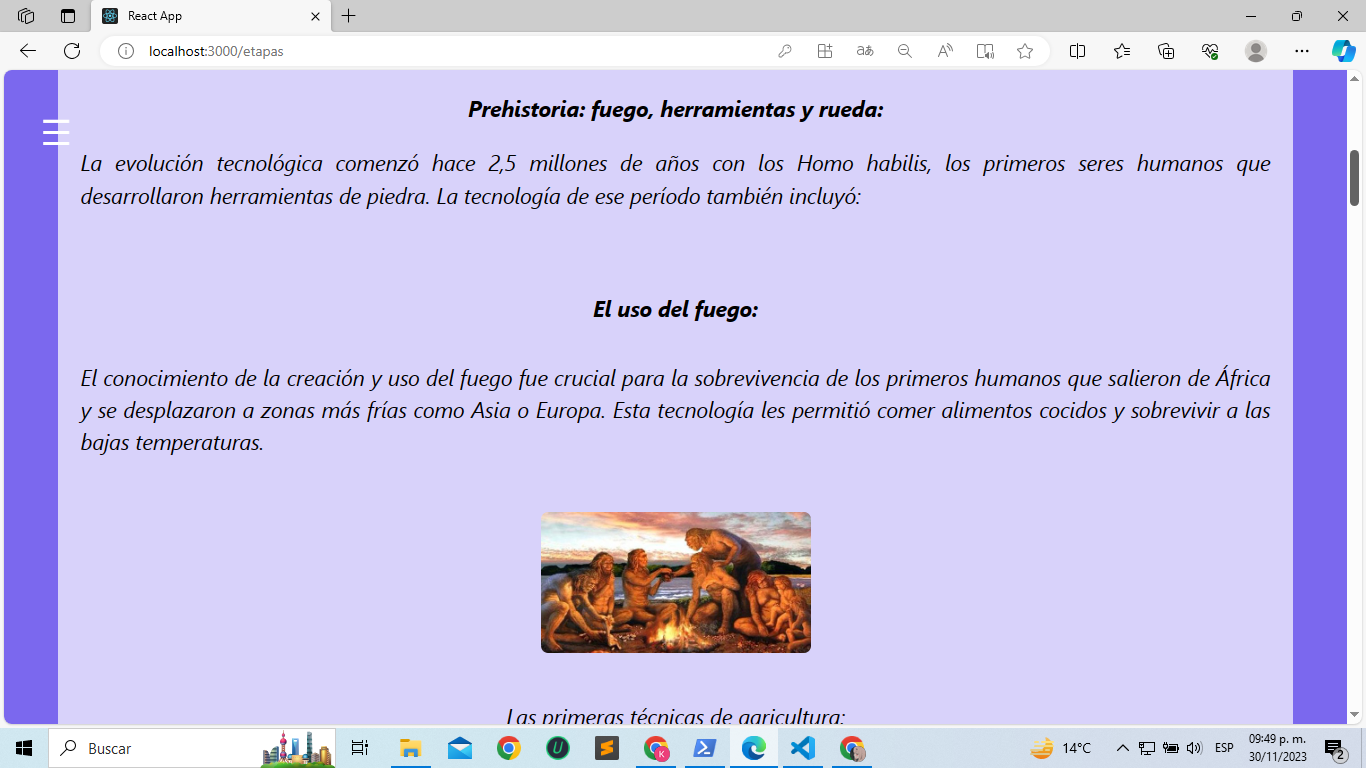 React App
localhost:3000/etapas
Prehistoria: fuego, herramientas y rueda:
La evolución tecnológica comenzó hace 2,5 millones de años con los Homo habilis, los primeros seres humanos que
desarrollaron herramientas de piedra. La tecnología de ese período también incluyó:
El uso del fuego:
El conocimiento de la creación y uso del fuego fue crucial para la sobrevivencia de los primeros humanos que salieron de África
y se desplazaron a zonas más frías como Asia o Europa. Esta tecnología les permitió comer alimentos cocidos y sobrevivir a las
bajas temperaturas.
Las primeras técnicas de agricultura:
Buscar
14°C
ESP
09:49 p. m.
30/11/2023
2